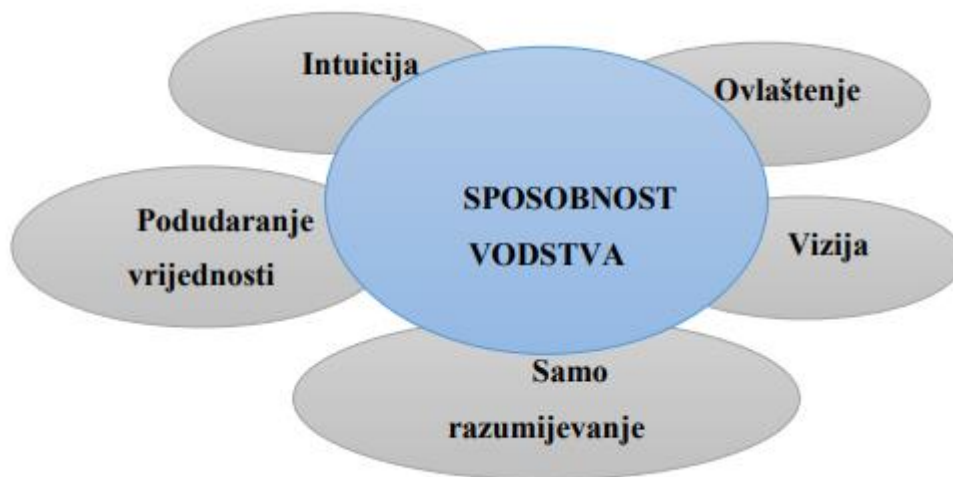 Intuicija
Ovlaštenje
SPOSOBNOST
VODSTVA
Podudaranje
vrijednosti
Vizija
Samo
razumijevanje